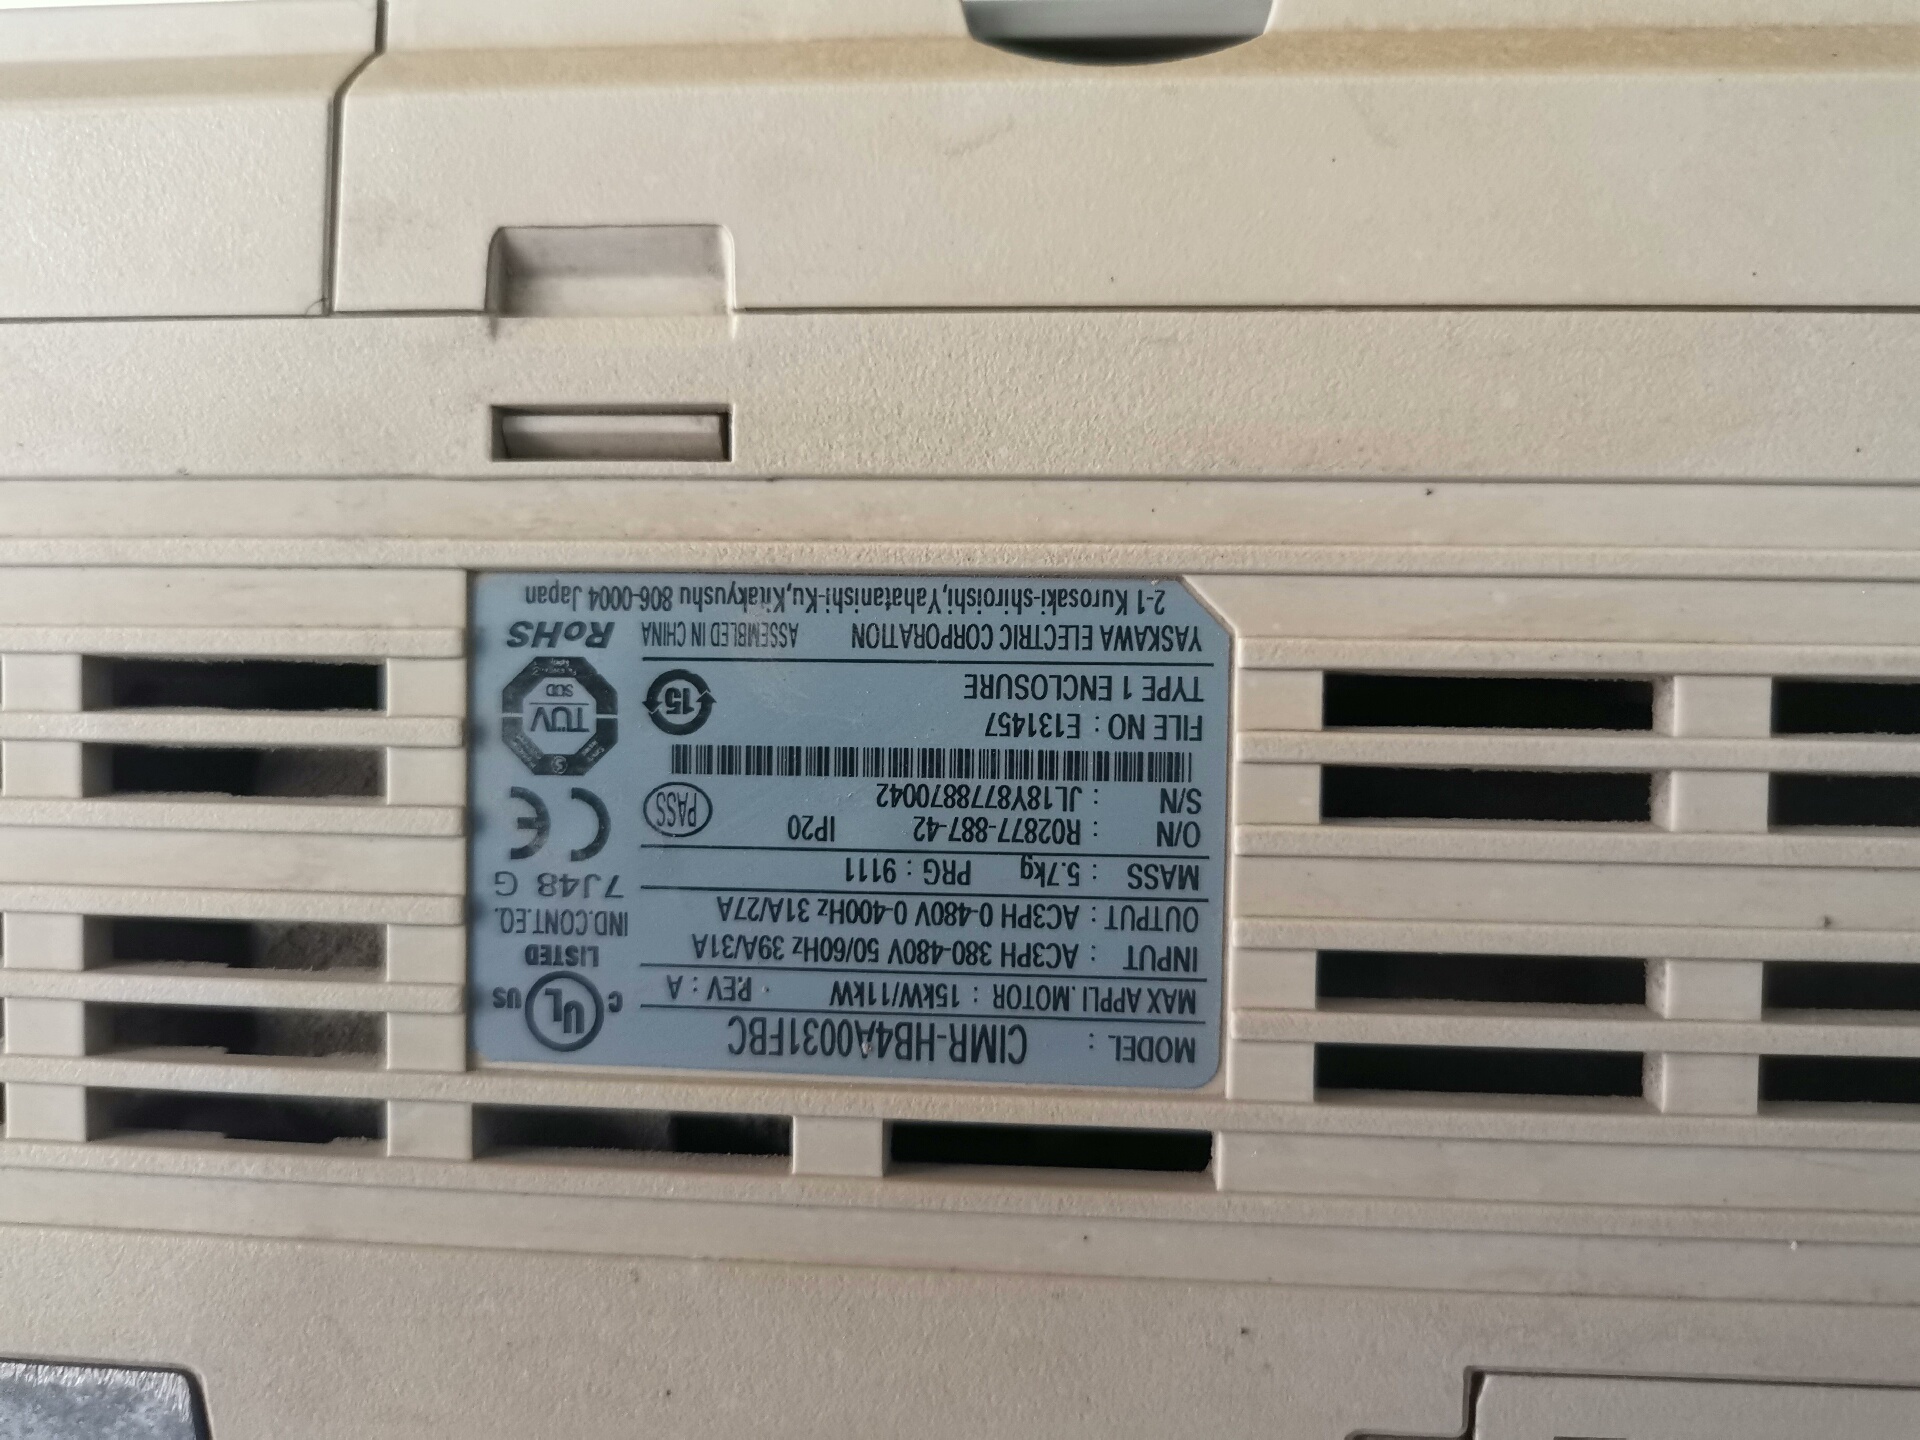 MODEL : CIMR-HB4A0031FBC
MAX APPLI. MOTOR : 15kW/11kW REV : A
INPUT : AC3PH 380-480V 50/60Hz 39A/31A
OUTPUT : AC3PH 0-480V 0-400Hz 31A/27A
MASS : 5.7kg PRG : 9111
O/N : R02877-887-42 IP20
S/N : JL18Y8778870042
PASS
FILE NO : E131457
TYPE 1 ENCLOSURE
15
YASKAWA ELECTRIC CORPORATION ASSEMBLED IN CHINA
2-1 Kurosaki-shiroishi,Yahatanishi-Ku,Kitakyushu 806-0004 Japan
C UL US
LISTED
IND.CONT.EQ.
7J48 G
CE
TÜV
SÜD
RoHS